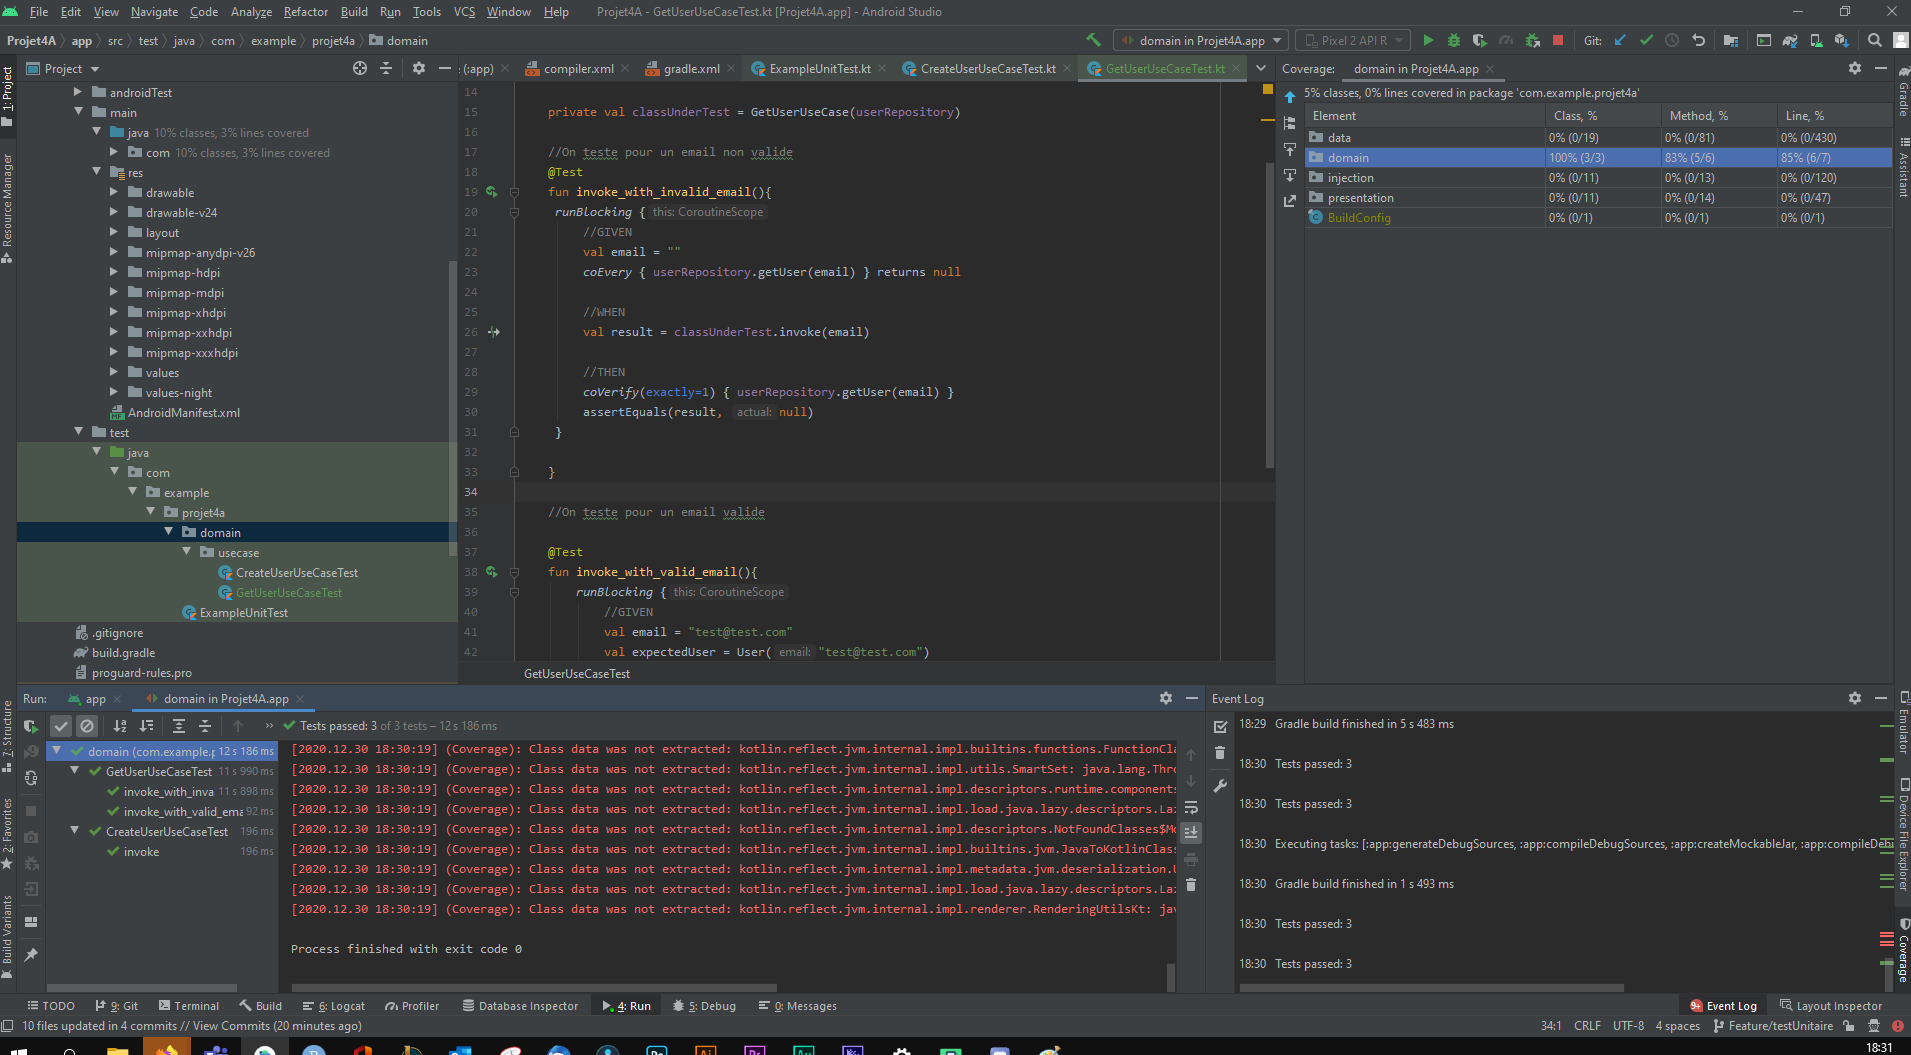 File Edit View Navigate Code Analyze Refactor Build Run Tools VCS Window Help Projet4A - GetUserUseCaseTest.kt [Projet4A.app] - Android Studio
Projet4A app src test java com example projet4a domain
domain in Projet4A.app Pixel 2 API R Git:
Project
(:app) compiler.xml gradle.xml ExampleUnitTest.kt CreateUserUseCaseTest.kt GetUserUseCaseTest.kt
Coverage: domain in Projet4A.app
1: Project
Resource Manager
7: Structure
2: Favorites
Build Variants
androidTest
main
java 10% classes, 3% lines covered
com 10% classes, 3% lines covered
res
drawable
drawable-v24
layout
mipmap-anydpi-v26
mipmap-hdpi
mipmap-mdpi
mipmap-xhdpi
mipmap-xxhdpi
mipmap-xxxhdpi
values
values-night
AndroidManifest.xml
test
java
com
example
projet4a
domain
usecase
CreateUserUseCaseTest
GetUserUseCaseTest
ExampleUnitTest
.gitignore
build.gradle
proguard-rules.pro
14
15 private val classUnderTest = GetUserUseCase(userRepository)
16
17 //On teste pour un email non valide
18 @Test
19 fun invoke_with_invalid_email(){
20 runBlocking { this: CoroutineScope
21 //GIVEN
22 val email = ""
23 coEvery { userRepository.getUser(email) } returns null
24
25 //WHEN
26 val result = classUnderTest.invoke(email)
27
28 //THEN
29 coVerify(exactly=1) { userRepository.getUser(email) }
30 assertEquals(result, actual: null)
31 }
32
33 }
34
35 //On teste pour un email valide
36
37 @Test
38 fun invoke_with_valid_email(){
39 runBlocking { this: CoroutineScope
40 //GIVEN
41 val email = "test@test.com"
42 val expectedUser = User( email: "test@test.com")
GetUserUseCaseTest
5% classes, 0% lines covered in package 'com.example.projet4a'
Element Class, % Method, % Line, %
data 0% (0/19) 0% (0/81) 0% (0/430)
domain 100% (3/3) 83% (5/6) 85% (6/7)
injection 0% (0/11) 0% (0/13) 0% (0/120)
presentation 0% (0/11) 0% (0/14) 0% (0/47)
BuildConfig 0% (0/1) 0% (0/1) 0% (0/1)
Gradle
Assistant
Emulator
Device File Explorer
Coverage
Run: app domain in Projet4A.app
Tests passed: 3 of 3 tests – 12 s 186 ms
domain (com.example.p 12 s 186 ms
GetUserUseCaseTest 11 s 990 ms
invoke_with_inva 11 s 898 ms
invoke_with_valid_ema 92 ms
CreateUserUseCaseTest 196 ms
invoke 196 ms
[2020.12.30 18:30:19] (Coverage): Class data was not extracted: kotlin.reflect.jvm.internal.impl.builtins.functions.FunctionCla
[2020.12.30 18:30:19] (Coverage): Class data was not extracted: kotlin.reflect.jvm.internal.impl.utils.SmartSet: java.lang.Thro
[2020.12.30 18:30:19] (Coverage): Class data was not extracted: kotlin.reflect.jvm.internal.impl.descriptors.runtime.components
[2020.12.30 18:30:19] (Coverage): Class data was not extracted: kotlin.reflect.jvm.internal.impl.load.java.lazy.descriptors.Laz
[2020.12.30 18:30:19] (Coverage): Class data was not extracted: kotlin.reflect.jvm.internal.impl.descriptors.NotFoundClasses$Mo
[2020.12.30 18:30:19] (Coverage): Class data was not extracted: kotlin.reflect.jvm.internal.impl.builtins.jvm.JavaToKotlinClass
[2020.12.30 18:30:19] (Coverage): Class data was not extracted: kotlin.reflect.jvm.internal.impl.metadata.jvm.deserialization.
[2020.12.30 18:30:19] (Coverage): Class data was not extracted: kotlin.reflect.jvm.internal.impl.load.java.lazy.descriptors.Laz
[2020.12.30 18:30:19] (Coverage): Class data was not extracted: kotlin.reflect.jvm.internal.impl.renderer.RenderingUtilsKt: jav
Process finished with exit code 0
Event Log
18:29 Gradle build finished in 5 s 483 ms
18:30 Tests passed: 3
18:30 Tests passed: 3
18:30 Executing tasks: [:app:generateDebugSources, :app:compileDebugSources, :app:createMockableJar, :app:compileDebu
18:30 Gradle build finished in 1 s 493 ms
18:30 Tests passed: 3
18:30 Tests passed: 3
TODO 9: Git Terminal Build 6: Logcat Profiler Database Inspector 4: Run 5: Debug 0: Messages 9+ Event Log Layout Inspector
10 files updated in 4 commits // View Commits (20 minutes ago) 34:1 CRLF UTF-8 4 spaces Feature/testUnitaire
18:31